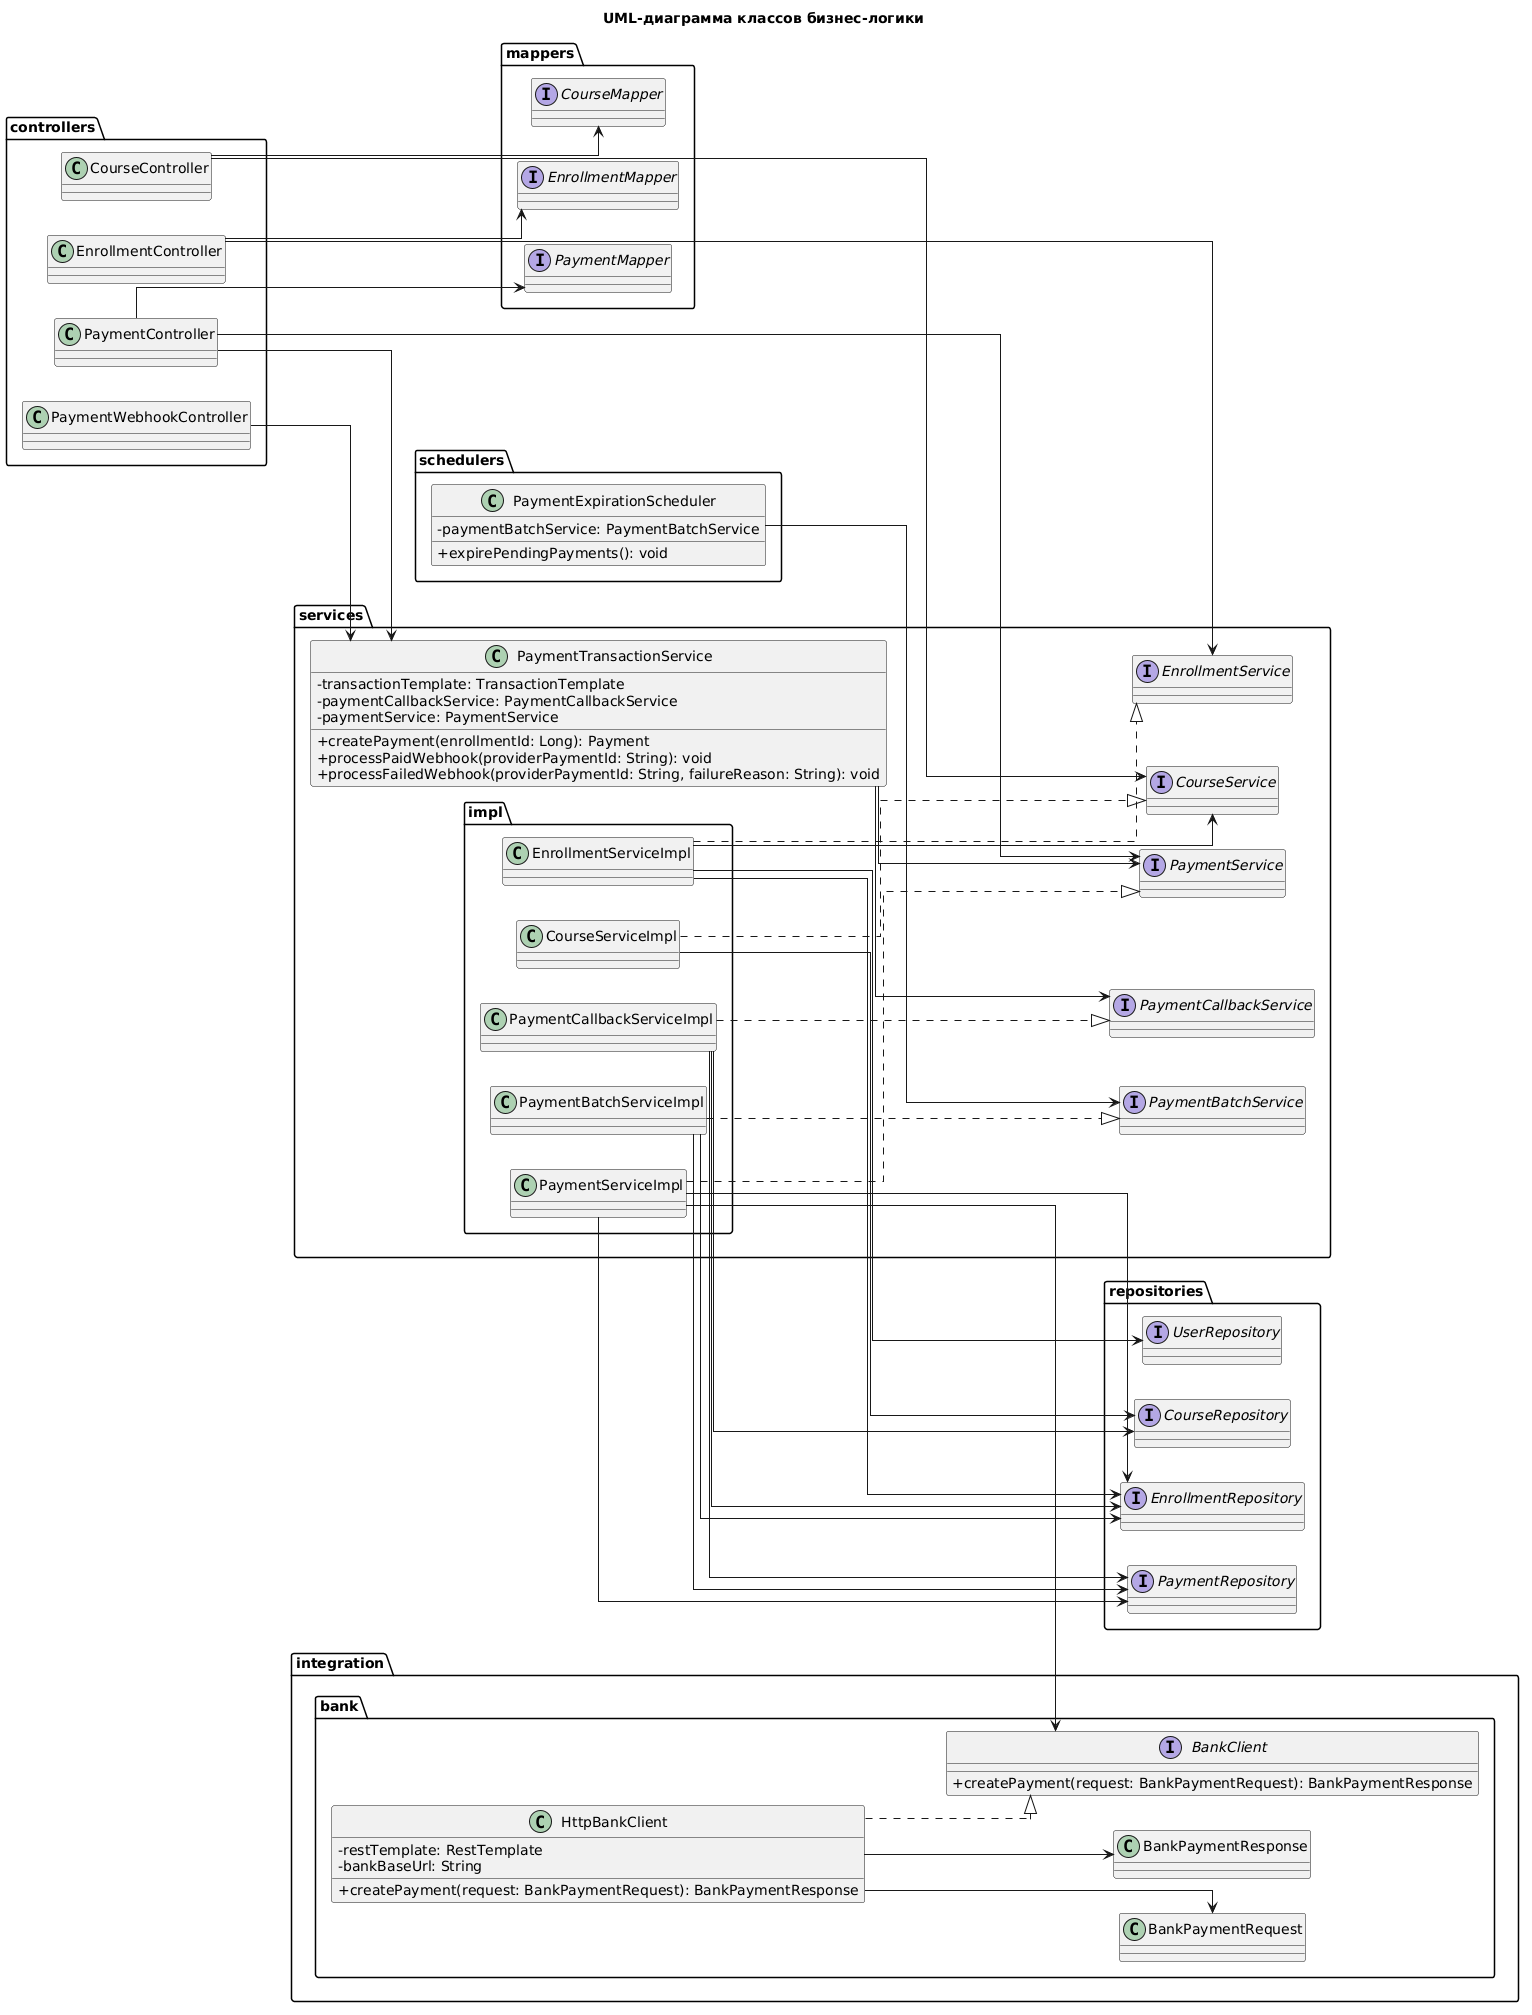 UML-диаграмма классов бизнес-логики
mappers
I CourseMapper
I EnrollmentMapper
I PaymentMapper
controllers
C CourseController
C EnrollmentController
C PaymentController
C PaymentWebhookController
schedulers
C PaymentExpirationScheduler
-paymentBatchService: PaymentBatchService
+expirePendingPayments(): void
services
C PaymentTransactionService
-transactionTemplate: TransactionTemplate
-paymentCallbackService: PaymentCallbackService
-paymentService: PaymentService
+createPayment(enrollmentId: Long): Payment
+processPaidWebhook(providerPaymentId: String): void
+processFailedWebhook(providerPaymentId: String, failureReason: String): void
I EnrollmentService
I CourseService
I PaymentService
I PaymentCallbackService
I PaymentBatchService
impl
C EnrollmentServiceImpl
C CourseServiceImpl
C PaymentCallbackServiceImpl
C PaymentBatchServiceImpl
C PaymentServiceImpl
repositories
I UserRepository
I CourseRepository
I EnrollmentRepository
I PaymentRepository
integration
bank
I BankClient
+createPayment(request: BankPaymentRequest): BankPaymentResponse
C HttpBankClient
-restTemplate: RestTemplate
-bankBaseUrl: String
+createPayment(request: BankPaymentRequest): BankPaymentResponse
C BankPaymentResponse
C BankPaymentRequest